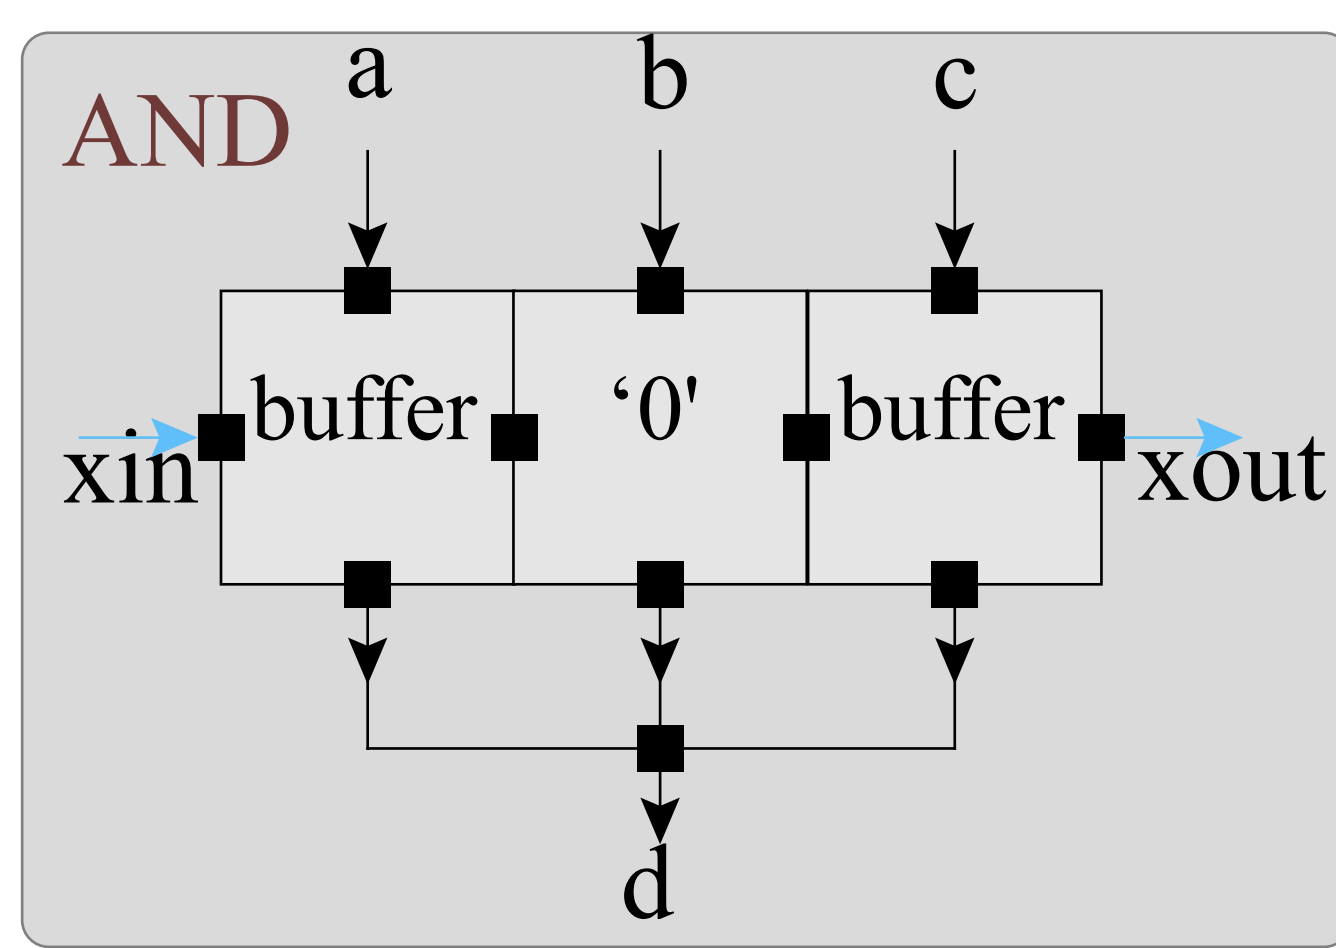 a b c
AND
buffer ‘0' buffer
xin xout
d